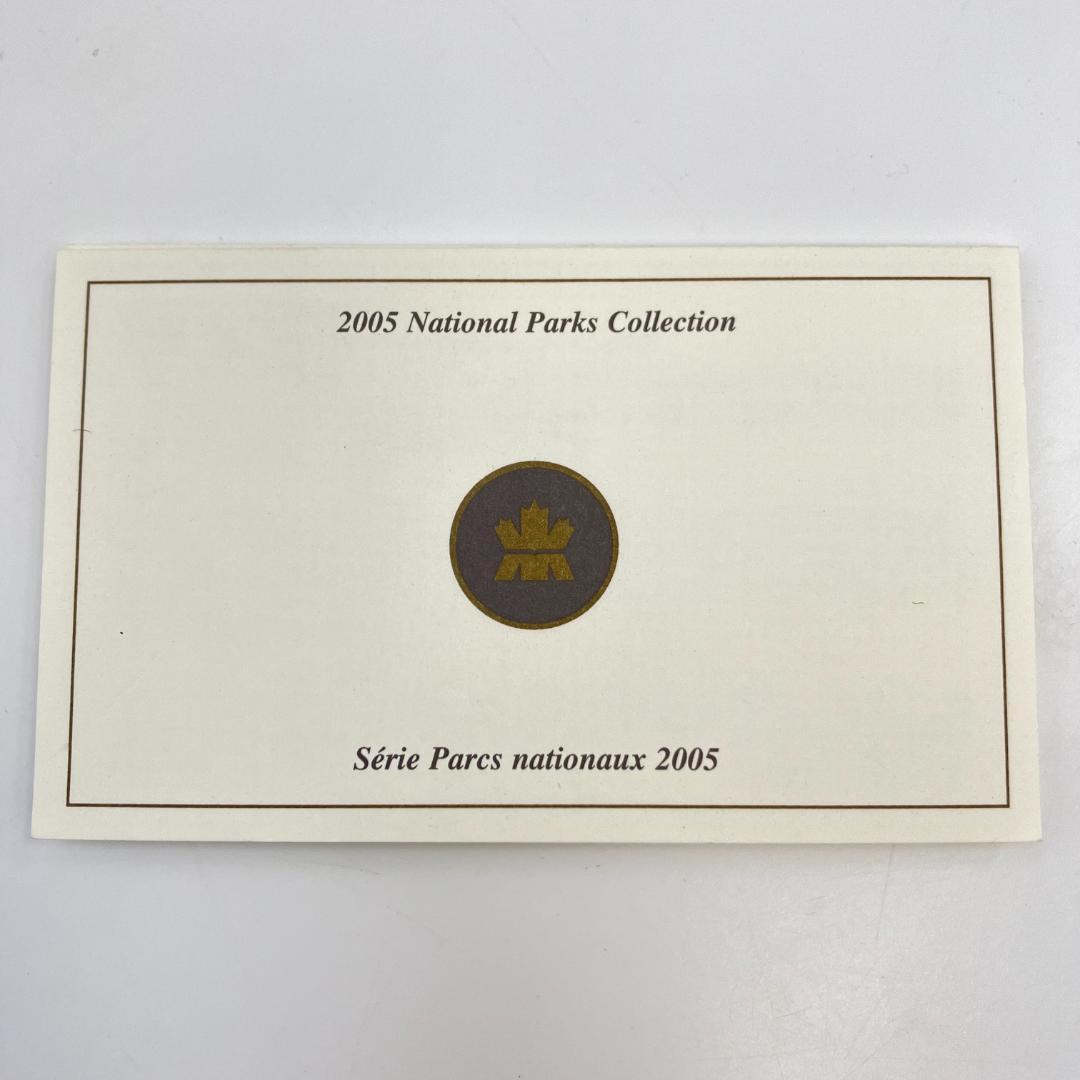 2005 National Parks Collection
Série Parcs nationaux 2005